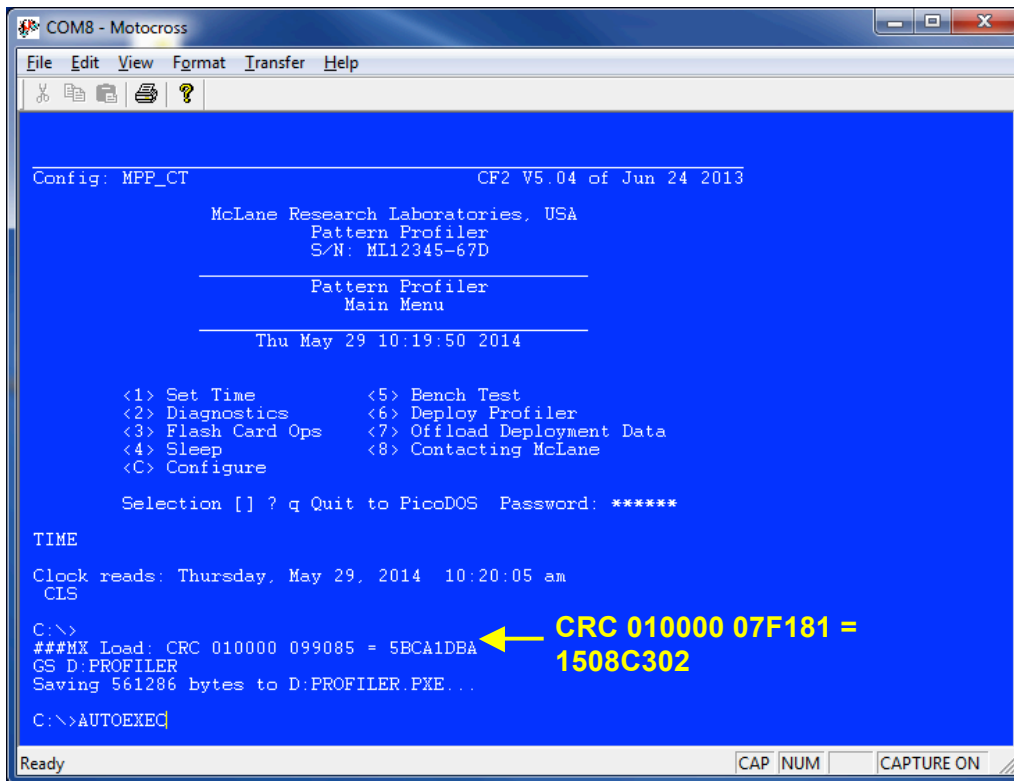 COM8 - Motocross
File Edit View Format Transfer Help
Config: MPP_CT CF2 V5.04 of Jun 24 2013
McLane Research Laboratories, USA
Pattern Profiler
S/N: ML12345-67D
Pattern Profiler
Main Menu
Thu May 29 10:19:50 2014
<1> Set Time <5> Bench Test
<2> Diagnostics <6> Deploy Profiler
<3> Flash Card Ops <7> Offload Deployment Data
<4> Sleep <8> Contacting McLane
<C> Configure
Selection [] ? q Quit to PicoDOS Password: ******
TIME
Clock reads: Thursday, May 29, 2014 10:20:05 am
CLS
C:\>
###MX Load: CRC 010000 099085 = 5BCA1DBA
GS D:PROFILER
Saving 561286 bytes to D:PROFILER.PXE...
C:\>AUTOEXEC
CRC 010000 07F181 =
1508C302
Ready CAP NUM CAPTURE ON